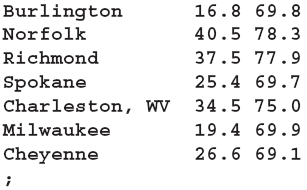 Burlington 16.8 69.8
Norfolk 40.5 78.3
Richmond 37.5 77.9
Spokane 25.4 69.7
Charleston, WV 34.5 75.0
Milwaukee 19.4 69.9
Cheyenne 26.6 69.1
;